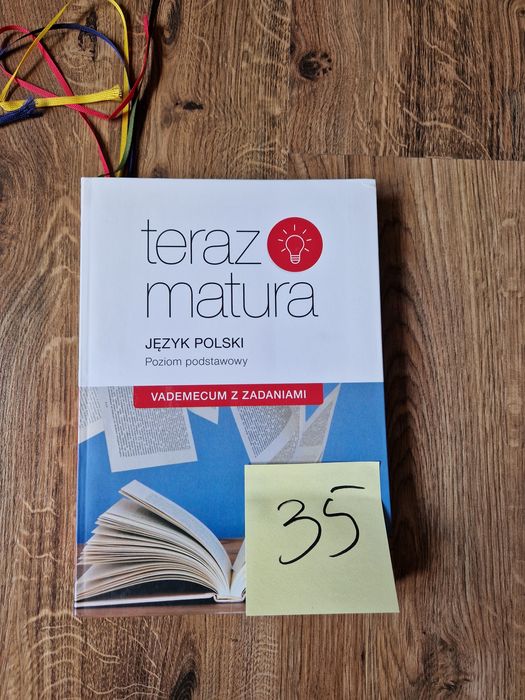 teraz
matura
JĘZYK POLSKI
Poziom podstawowy
VADEMECUM Z ZADANIAMI
35